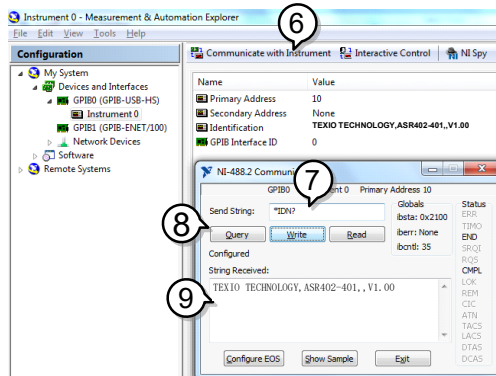 Instrument 0 - Measurement & Automation Explorer
File Edit View Tools Help
6
Configuration
Communicate with Instrument Interactive Control NI Spy
My System
Devices and Interfaces
GPIB0 (GPIB-USB-HS)
Instrument 0
GPIB1 (GPIB-ENET/100)
Network Devices
Software
Remote Systems
Name Value
Primary Address 10
Secondary Address None
Identification TEXIO TECHNOLOGY,ASR402-401,,V1.00
GPIB Interface ID 0
NI-488.2 Communi
7
GPIB0 nt 0 Primary Address 10
Send String: *IDN?
8
Query Write Read
Configured
Globals
ibsta: 0x2100
iberr: None
ibcntl: 35
Status
ERR
TIMO
END
SRQI
RQS
CMPL
LOK
REM
CIC
ATN
TACS
LACS
DTAS
DCAS
String Received:
9
TEXIO TECHNOLOGY,ASR402-401,,V1.00
Configure EOS Show Sample Exit